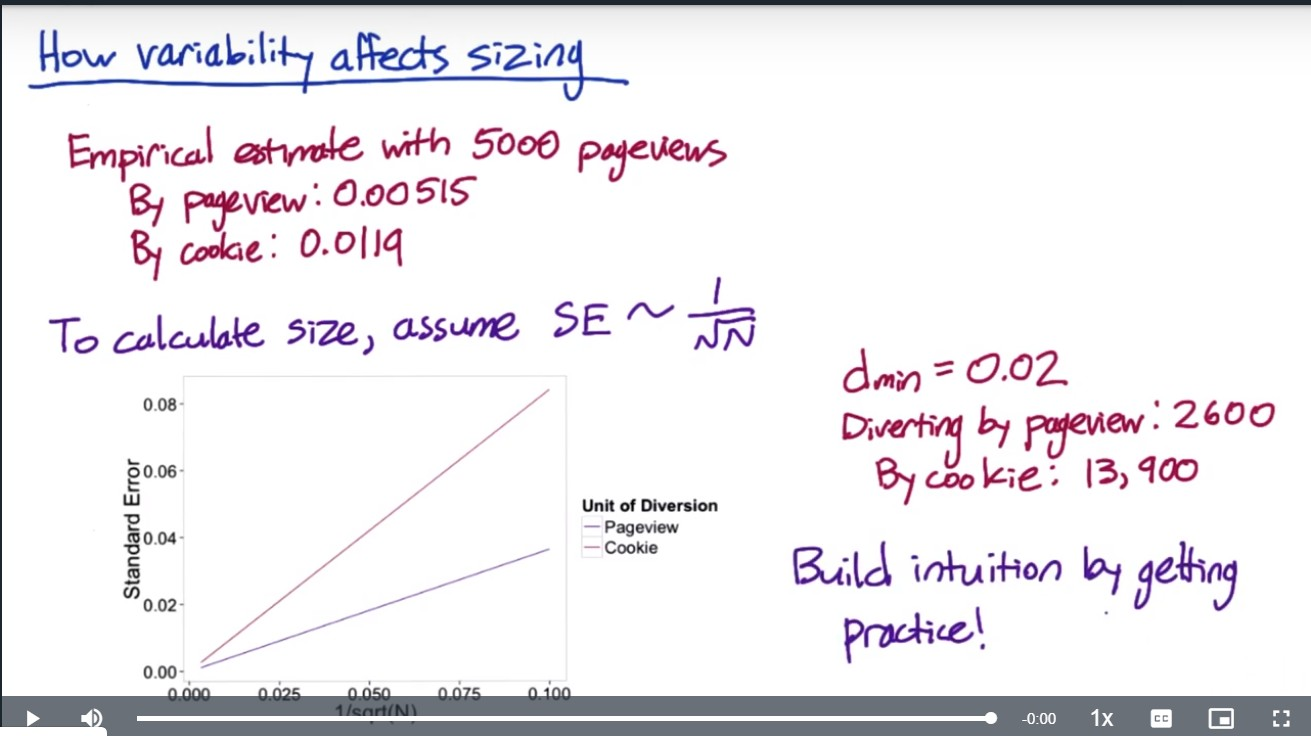 How variability affects sizing
Empirical estimate with 5000 pageviews
By pageview: 0.00515
By cookie: 0.0119
To calculate size, assume SE ~ 1/√N
0.08
0.06
0.04
0.02
0.00
Standard Error
0.000 0.025 0.050 0.075 0.100
1/sqrt(N)
Unit of Diversion
Pageview
Cookie
dmin = 0.02
Diverting by pageview: 2600
By cookie: 13,900
Build intuition by getting
practice!
-0:00 1x CC